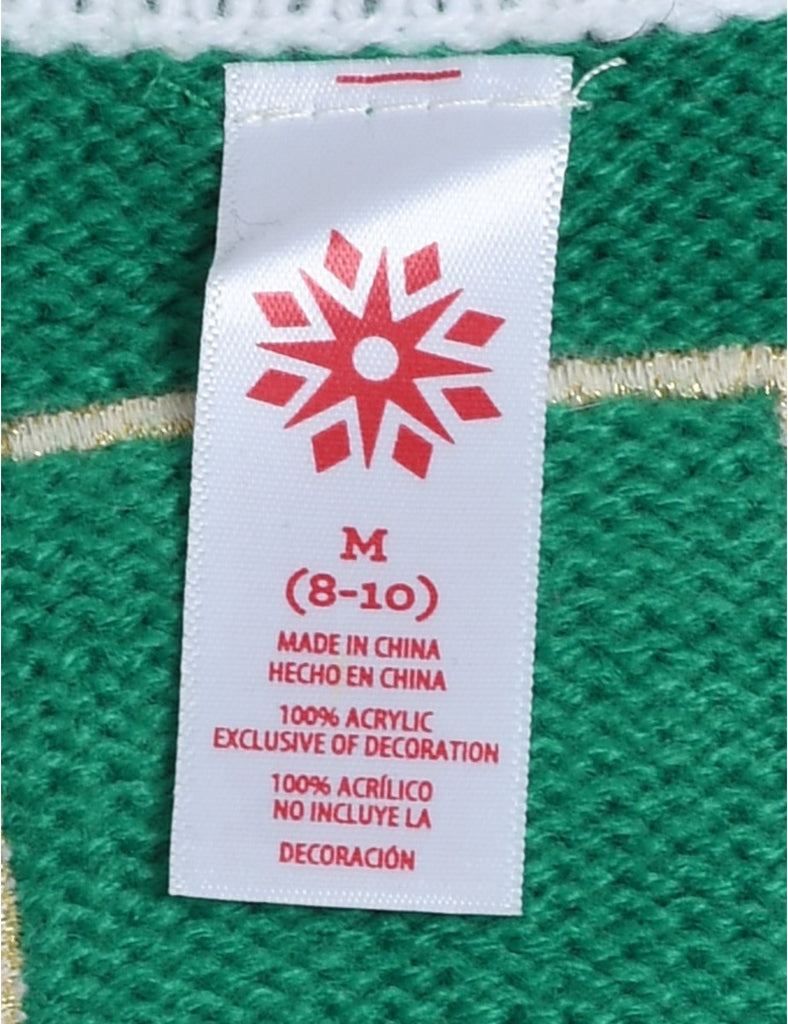 M
(8-10)
MADE IN CHINA
HECHO EN CHINA
100% ACRYLIC
EXCLUSIVE OF DECORATION
100% ACRÍLICO
NO INCLUYE LA
DECORACIÓN